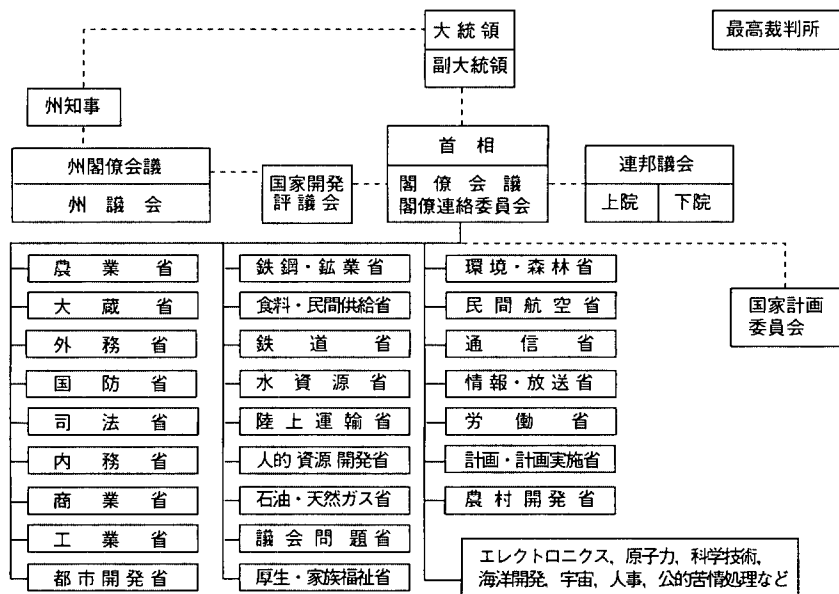 大統領
副大統領
最高裁判所
州知事
州閣僚会議
州議会
国家開発
評議会
首相
閣僚会議
閣僚連絡委員会
連邦議会
上院 下院
農業省
大蔵省
外務省
国防省
司法省
内務省
商業省
工業省
都市開発省
鉄鋼・鉱業省
食料・民間供給省
鉄道省
水資源省
陸上運輸省
人的資源開発省
石油・天然ガス省
議会問題省
厚生・家族福祉省
環境・森林省
民間航空省
通信省
情報・放送省
労働省
計画・計画実施省
農村開発省
エレクトロニクス，原子力，科学技術，
海洋開発，宇宙，人事，公的苦情処理など
国家計画
委員会